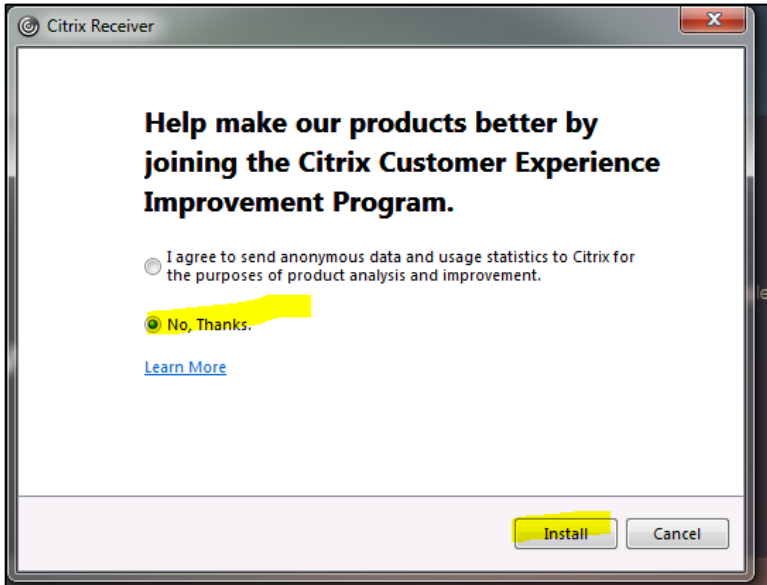 Citrix Receiver
Help make our products better by
joining the Citrix Customer Experience
Improvement Program.
I agree to send anonymous data and usage statistics to Citrix for
the purposes of product analysis and improvement.
No, Thanks.
Learn More
Install
Cancel